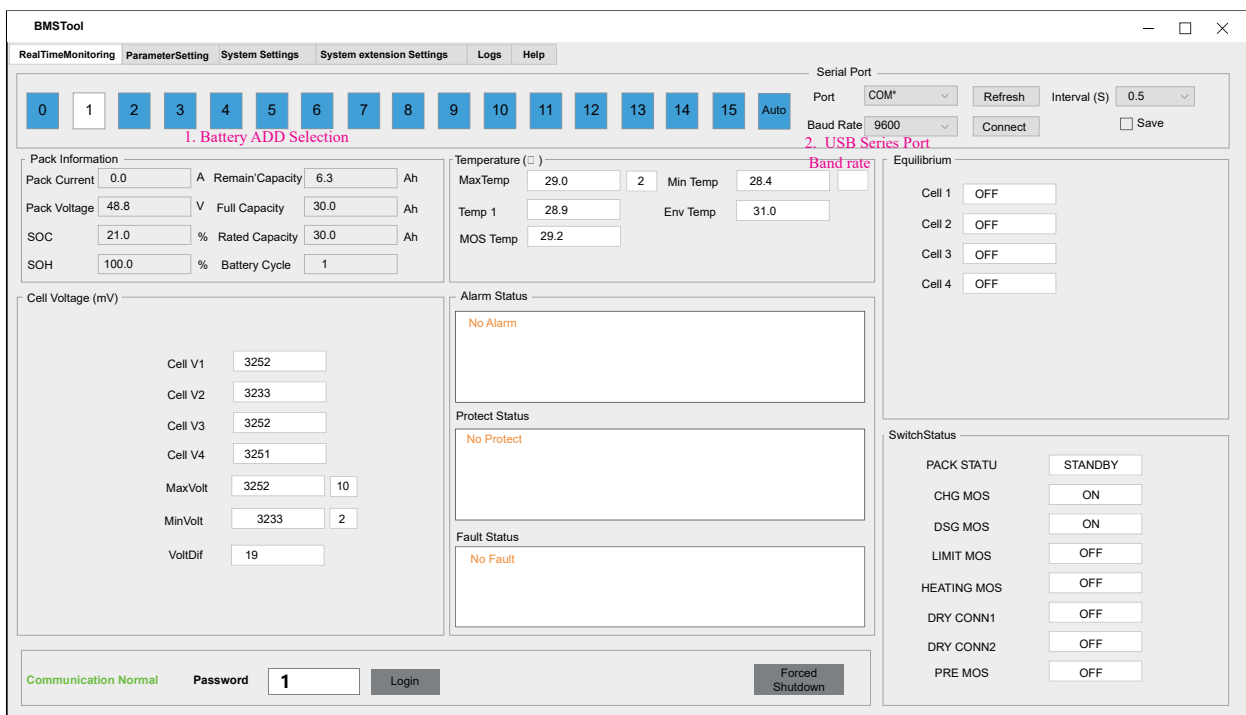 BMSTool
RealTimeMonitoring ParameterSetting System Settings System extension Settings Logs Help
Serial Port
0 1 2 3 4 5 6 7 8 9 10 11 12 13 14 15 Auto
Port COM* Refresh Interval (S) 0.5
Baud Rate 9600 Connect Save
1. Battery ADD Selection
2. USB Series Port
Band rate
Pack Information
Pack Current 0.0 A Remain'Capacity 6.3 Ah
Pack Voltage 48.8 V Full Capacity 30.0 Ah
SOC 21.0 % Rated Capacity 30.0 Ah
SOH 100.0 % Battery Cycle 1
Temperature (□ )
MaxTemp 29.0 2 Min Temp 28.4
Temp 1 28.9 Env Temp 31.0
MOS Temp 29.2
Equilibrium
Cell 1 OFF
Cell 2 OFF
Cell 3 OFF
Cell 4 OFF
Cell Voltage (mV)
Cell V1 3252
Cell V2 3233
Cell V3 3252
Cell V4 3251
MaxVolt 3252 10
MinVolt 3233 2
VoltDif 19
Alarm Status
No Alarm
Protect Status
No Protect
Fault Status
No Fault
SwitchStatus
PACK STATU STANDBY
CHG MOS ON
DSG MOS ON
LIMIT MOS OFF
HEATING MOS OFF
DRY CONN1 OFF
DRY CONN2 OFF
PRE MOS OFF
Communication Normal Password 1 Login
Forced
Shutdown